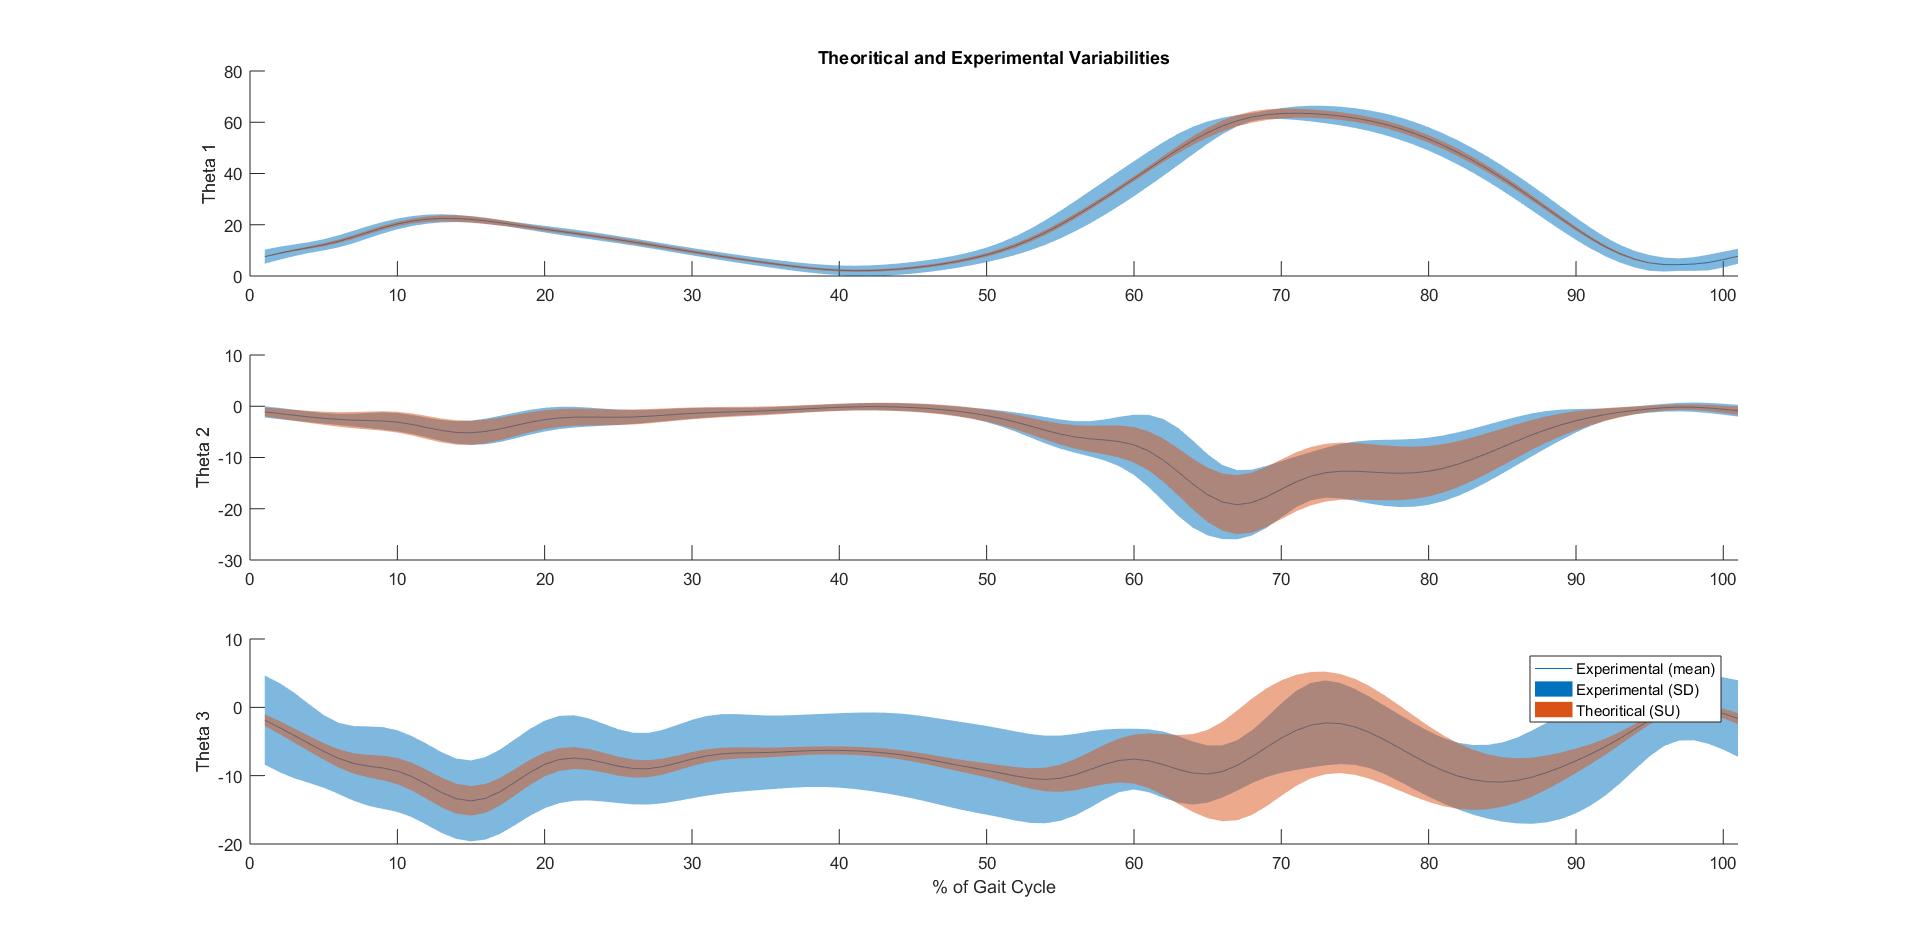 Theoritical and Experimental Variabilities
80
60
40
20
0
Theta 1
0 10 20 30 40 50 60 70 80 90 100
10
0
-10
-20
-30
Theta 2
0 10 20 30 40 50 60 70 80 90 100
10
0
-10
-20
Theta 3
Experimental (mean)
Experimental (SD)
Theoritical (SU)
0 10 20 30 40 50 60 70 80 90 100
% of Gait Cycle